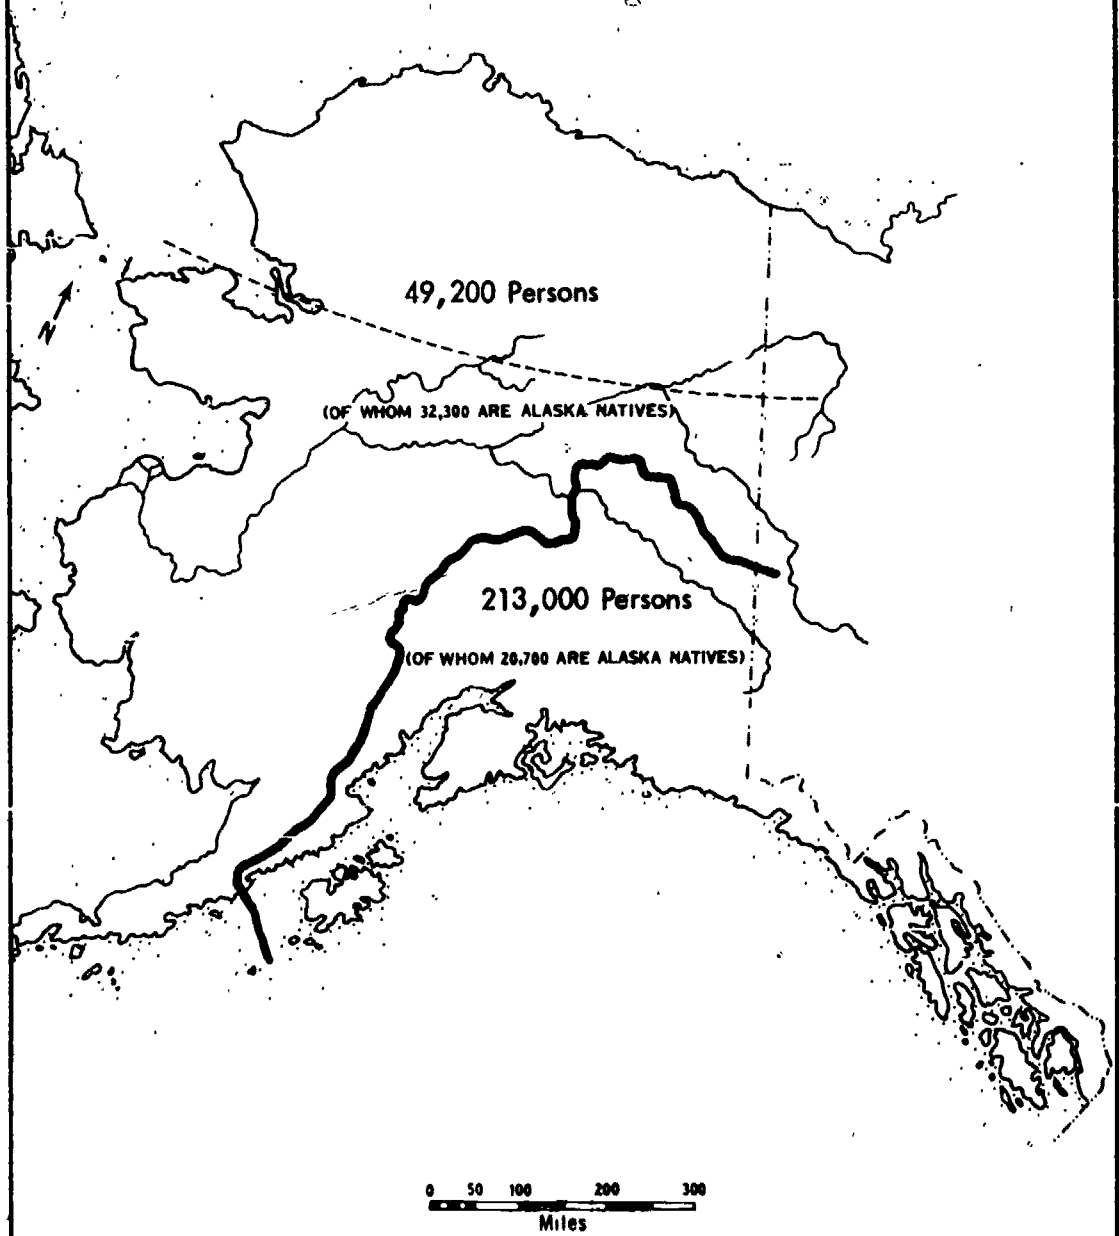 49,200 Persons
N
(OF WHOM 32,300 ARE ALASKA NATIVES)
213,000 Persons
(OF WHOM 20,700 ARE ALASKA NATIVES)
0 50 100 200 300
Miles